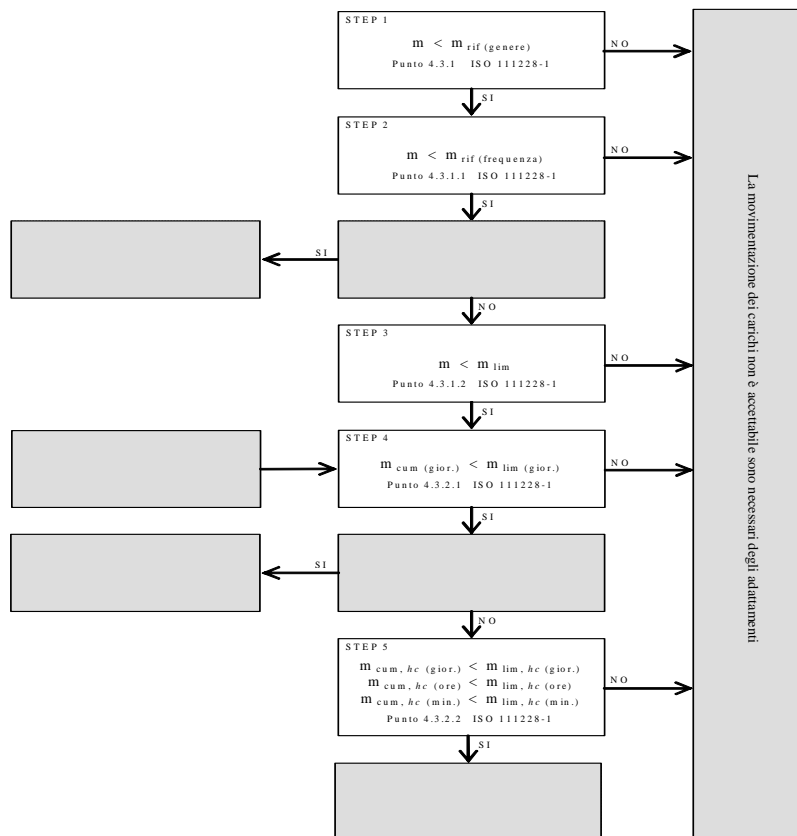 STEP 1
m < m rif (genere)
Punto 4.3.1 ISO 111228-1
NO
SI
STEP 2
m < m rif (frequenza)
Punto 4.3.1.1 ISO 111228-1
NO
SI
SI
NO
STEP 3
m < m lim
Punto 4.3.1.2 ISO 111228-1
NO
SI
STEP 4
m cum (gior.) < m lim (gior.)
Punto 4.3.2.1 ISO 111228-1
NO
SI
SI
NO
STEP 5
m cum, hc (gior.) < m lim, hc (gior.)
m cum, hc (ore) < m lim, hc (ore)
m cum, hc (min.) < m lim, hc (min.)
Punto 4.3.2.2 ISO 111228-1
NO
SI
La movimentazione dei carichi non è accettabile sono necessari degli adattamenti